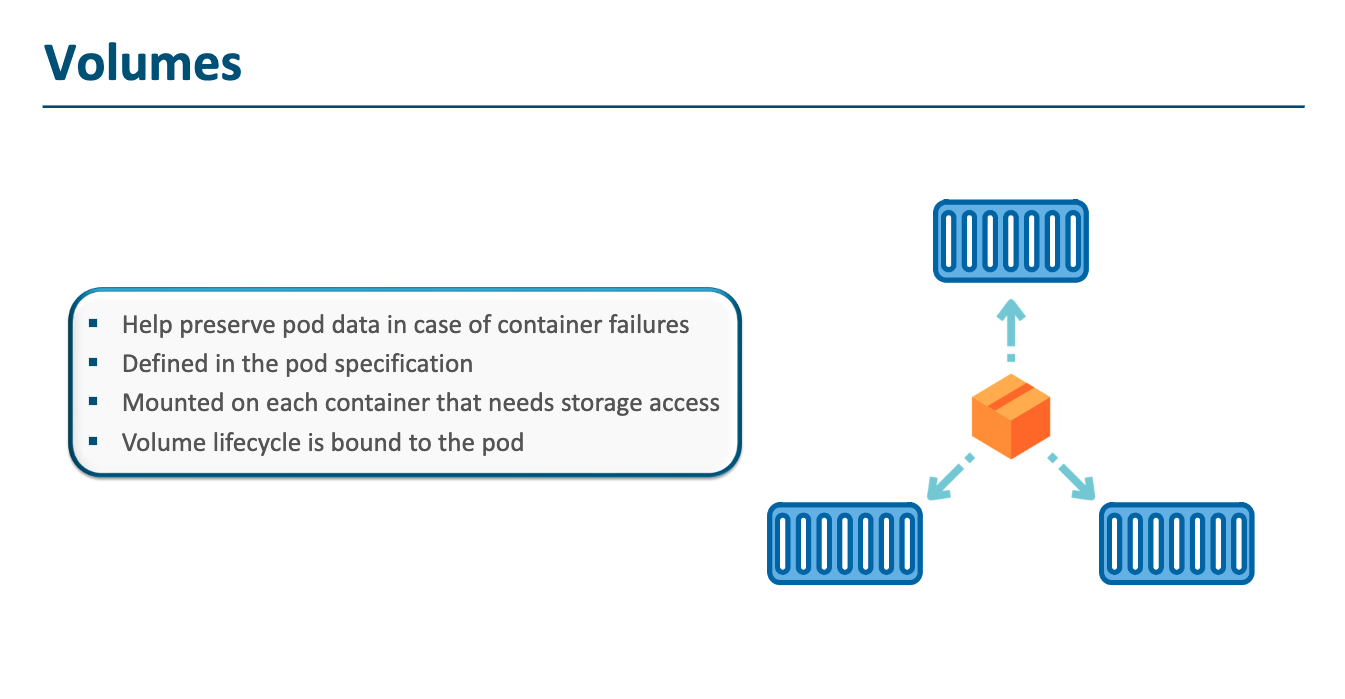 Volumes
▪ Help preserve pod data in case of container failures
▪ Defined in the pod specification
▪ Mounted on each container that needs storage access
▪ Volume lifecycle is bound to the pod